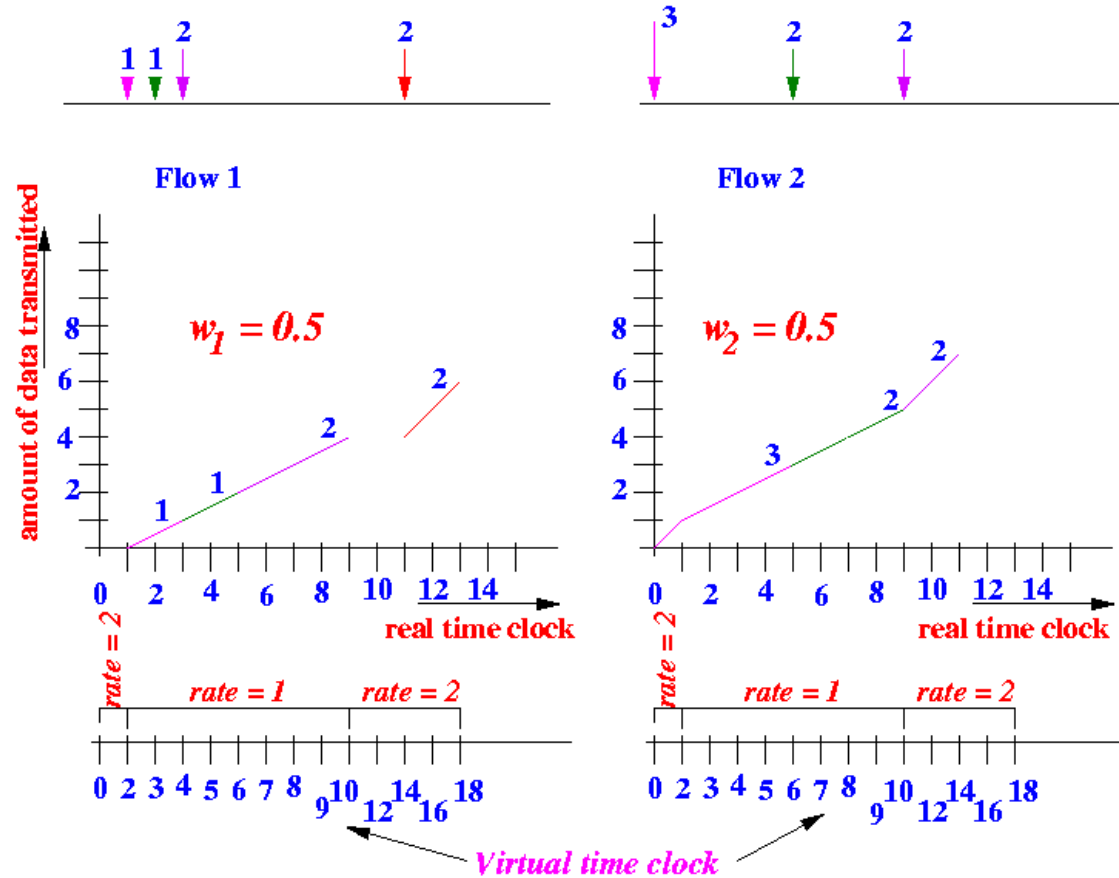 1 1 2 2
3 2 2
Flow 1
Flow 2
amount of data transmitted
w1 = 0.5
8
6
4
2
1
1
2
2
0 2 4 6 8 10 12 14
real time clock
w2 = 0.5
8
6
4
2
3
2
2
0 2 4 6 8 10 12 14
real time clock
rate = 2
rate = 1
rate = 2
0 2 3 4 5 6 7 8 9 10 12 14 16 18
rate = 2
rate = 1
rate = 2
0 2 3 4 5 6 7 8 9 10 12 14 16 18
Virtual time clock